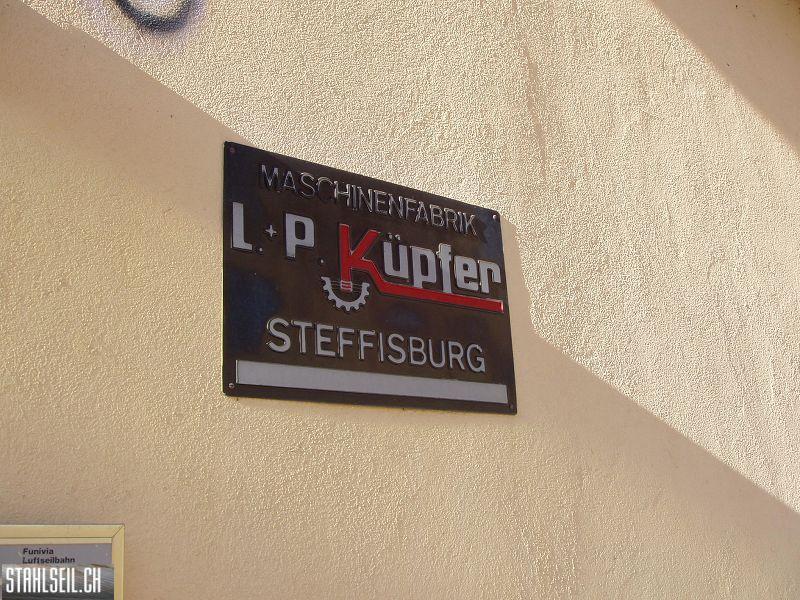 MASCHINENFABRIK
L.+P. Küpfer
STEFFISBURG
Funivia
Luftseilbahn
STAHLSEIL.CH